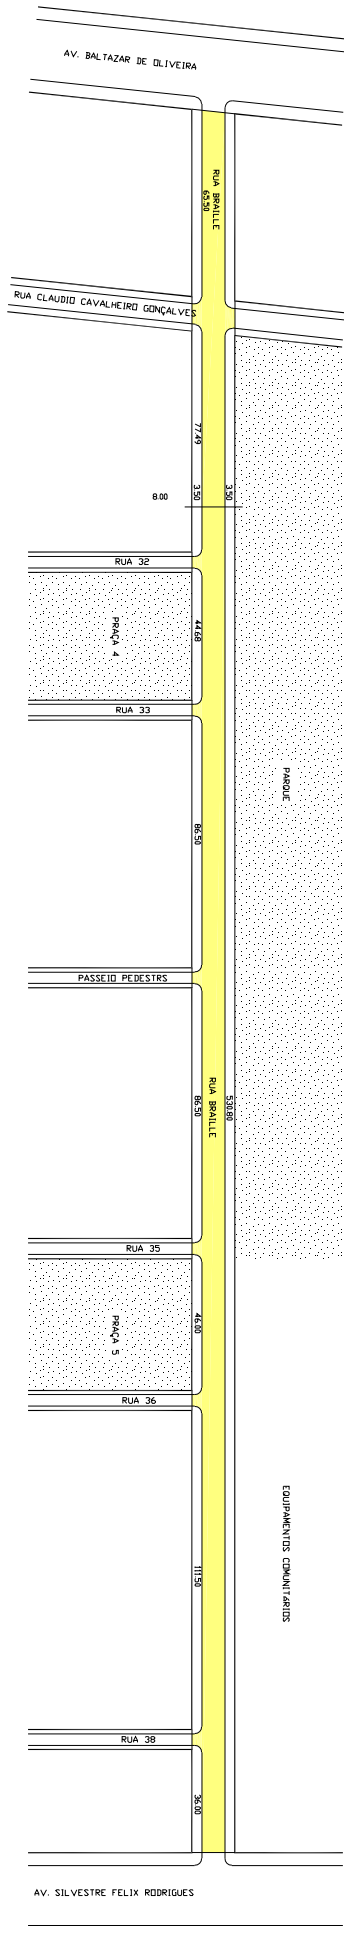 AV. BALTAZAR DE OLIVEIRA
RUA BRAILLE
65.50
RUA CLAUDIO CAVALHEIRO GONÇALVES
77.49
8.00
3.50
3.50
RUA 32
PRAÇA 4
44.68
RUA 33
PARQUE
86.50
PASSEIO PEDESTRS
RUA BRAILLE
86.50
530.80
RUA 35
PRAÇA 5
46.00
RUA 36
EQUIPAMENTOS COMUNITáRIOS
111.50
RUA 38
36.00
AV. SILVESTRE FELIX RODRIGUES